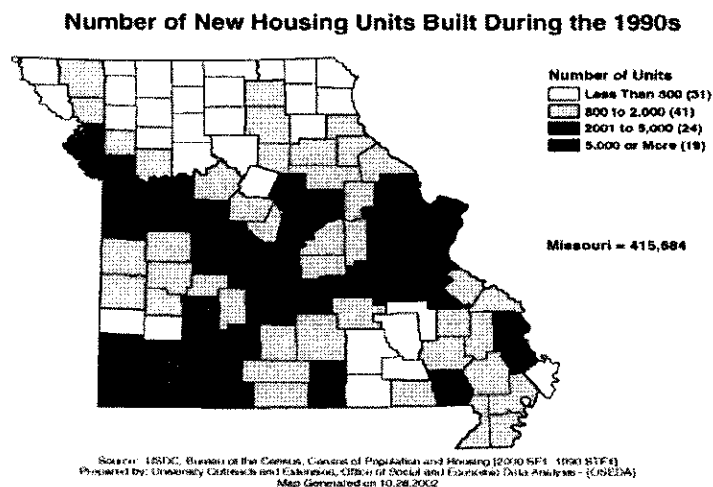 Number of New Housing Units Built During the 1990s
Number of Units
Less Than 800 (31)
800 to 2,000 (41)
2001 to 5,000 (24)
5,000 or More (19)
Missouri = 415,684
Source: USDC, Bureau of the Census, Census of Population and Housing [2000 SF1, 1990 STF1]
Prepared by: University Outreach and Extension, Office of Social and Economic Data Analysis - (OSEDA)
Map Generated on 10.28.2002